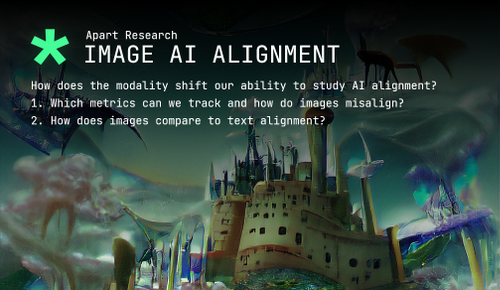 Apart Research
IMAGE AI ALIGNMENT
How does the modality shift our ability to study AI alignment?
1. Which metrics can we track and how do images misalign?
2. How does images compare to text alignment?